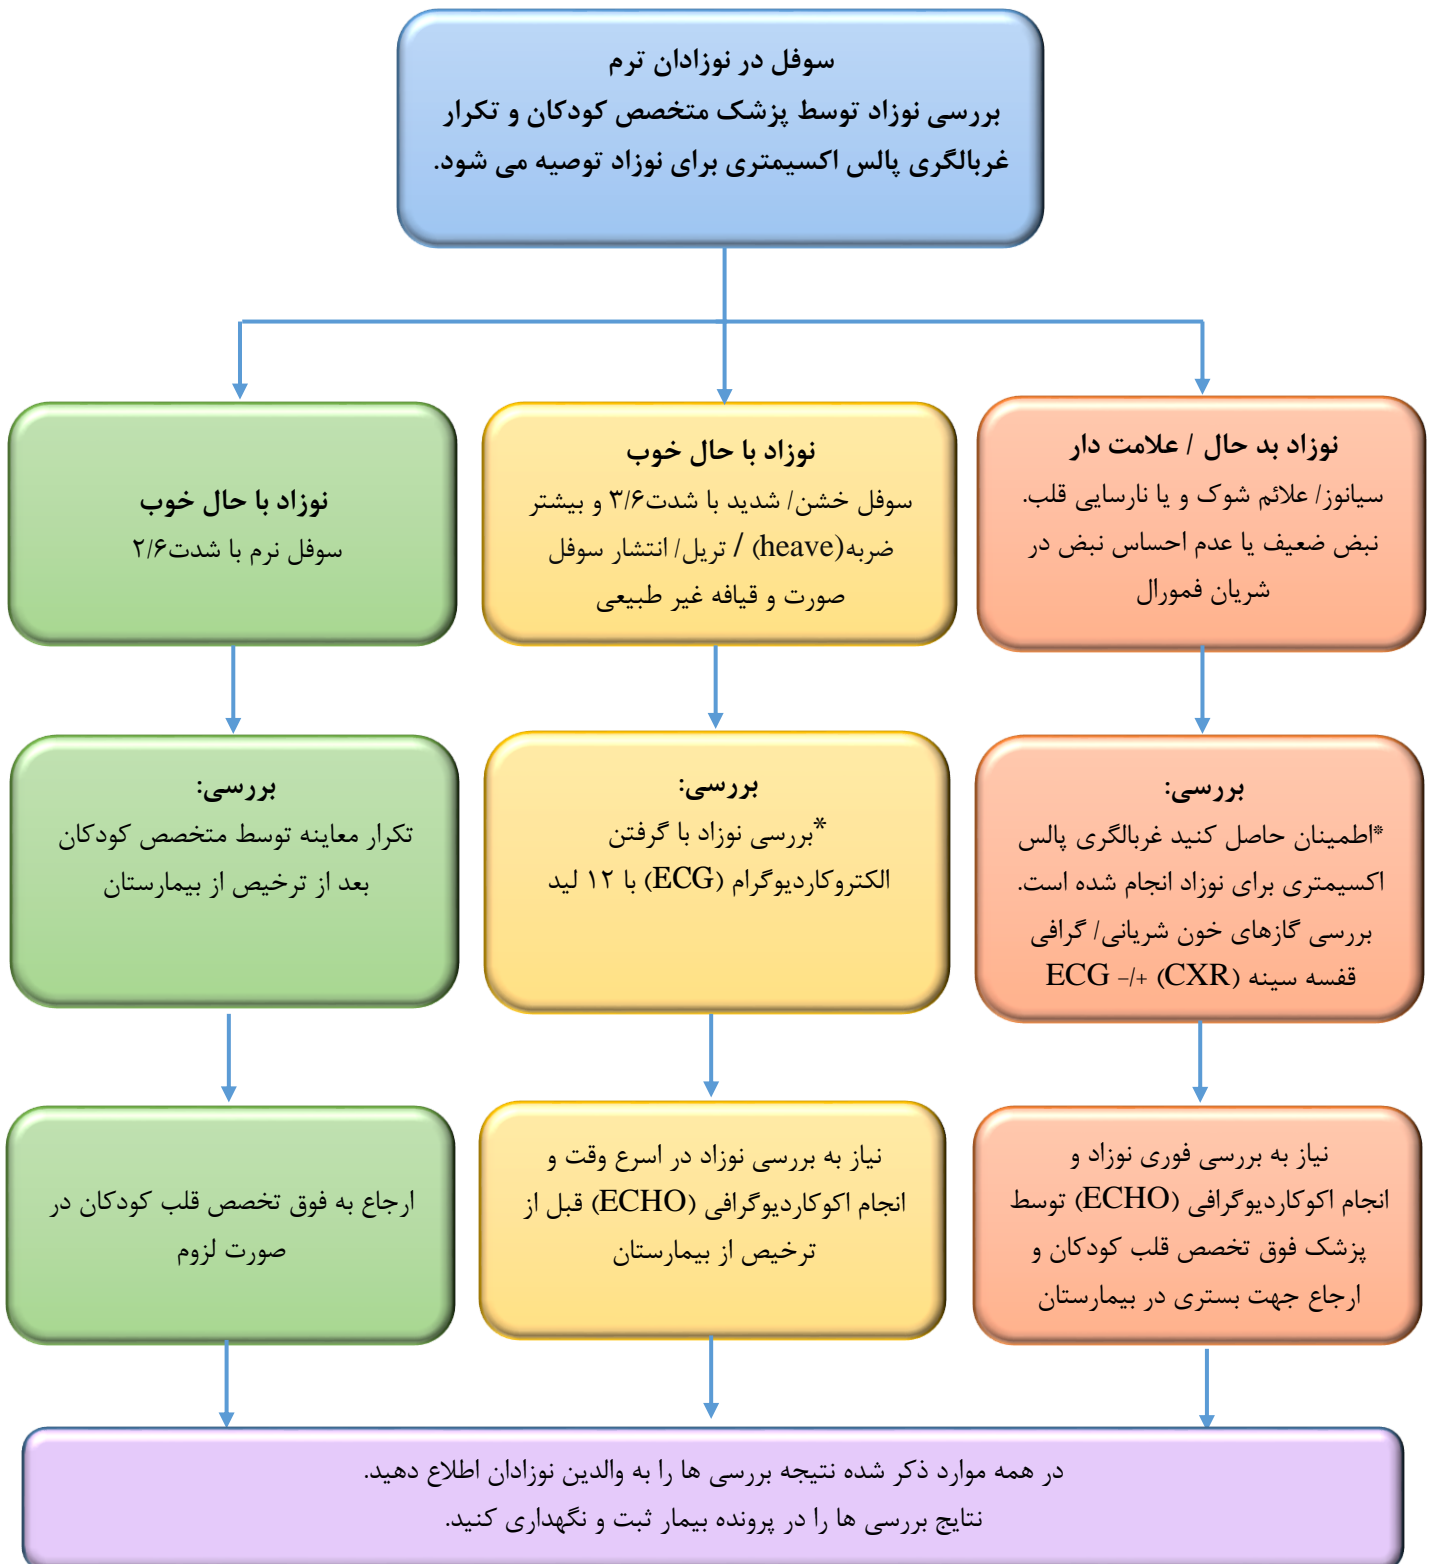 سوفل در نوزادان ترم
بررسی نوزاد توسط پزشک متخصص کودکان و تکرار
غربالگری پالس اکسیمتری برای نوزاد توصیه می شود.
نوزاد بد حال / علامت دار
سیانوز/ علائم شوک و یا نارسایی قلب.
نبض ضعیف یا عدم احساس نبض در
شریان فمورال
نوزاد با حال خوب
سوفل خشن/ شدید با شدت۳/۶ و بیشتر
ضربه(heave) / تریل/ انتشار سوفل
صورت و قیافه غیر طبیعی
نوزاد با حال خوب
سوفل نرم با شدت۲/۶
بررسی:
*اطمینان حاصل کنید غربالگری پالس
اکسیمتری برای نوزاد انجام شده است.
بررسی گازهای خون شریانی/ گرافی
قفسه سینه (CXR) +/- ECG
بررسی:
*بررسی نوزاد با گرفتن
الکتروکاردیوگرام (ECG) با ۱۲ لید
بررسی:
تکرار معاینه توسط متخصص کودکان
بعد از ترخیص از بیمارستان
نیاز به بررسی فوری نوزاد و
انجام اکوکاردیوگرافی (ECHO) توسط
پزشک فوق تخصص قلب کودکان و
ارجاع جهت بستری در بیمارستان
نیاز به بررسی نوزاد در اسرع وقت و
انجام اکوکاردیوگرافی (ECHO) قبل از
ترخیص از بیمارستان
ارجاع به فوق تخصص قلب کودکان در
صورت لزوم
در همه موارد ذکر شده نتیجه بررسی ها را به والدین نوزادان اطلاع دهید.
نتایج بررسی ها را در پرونده بیمار ثبت و نگهداری کنید.